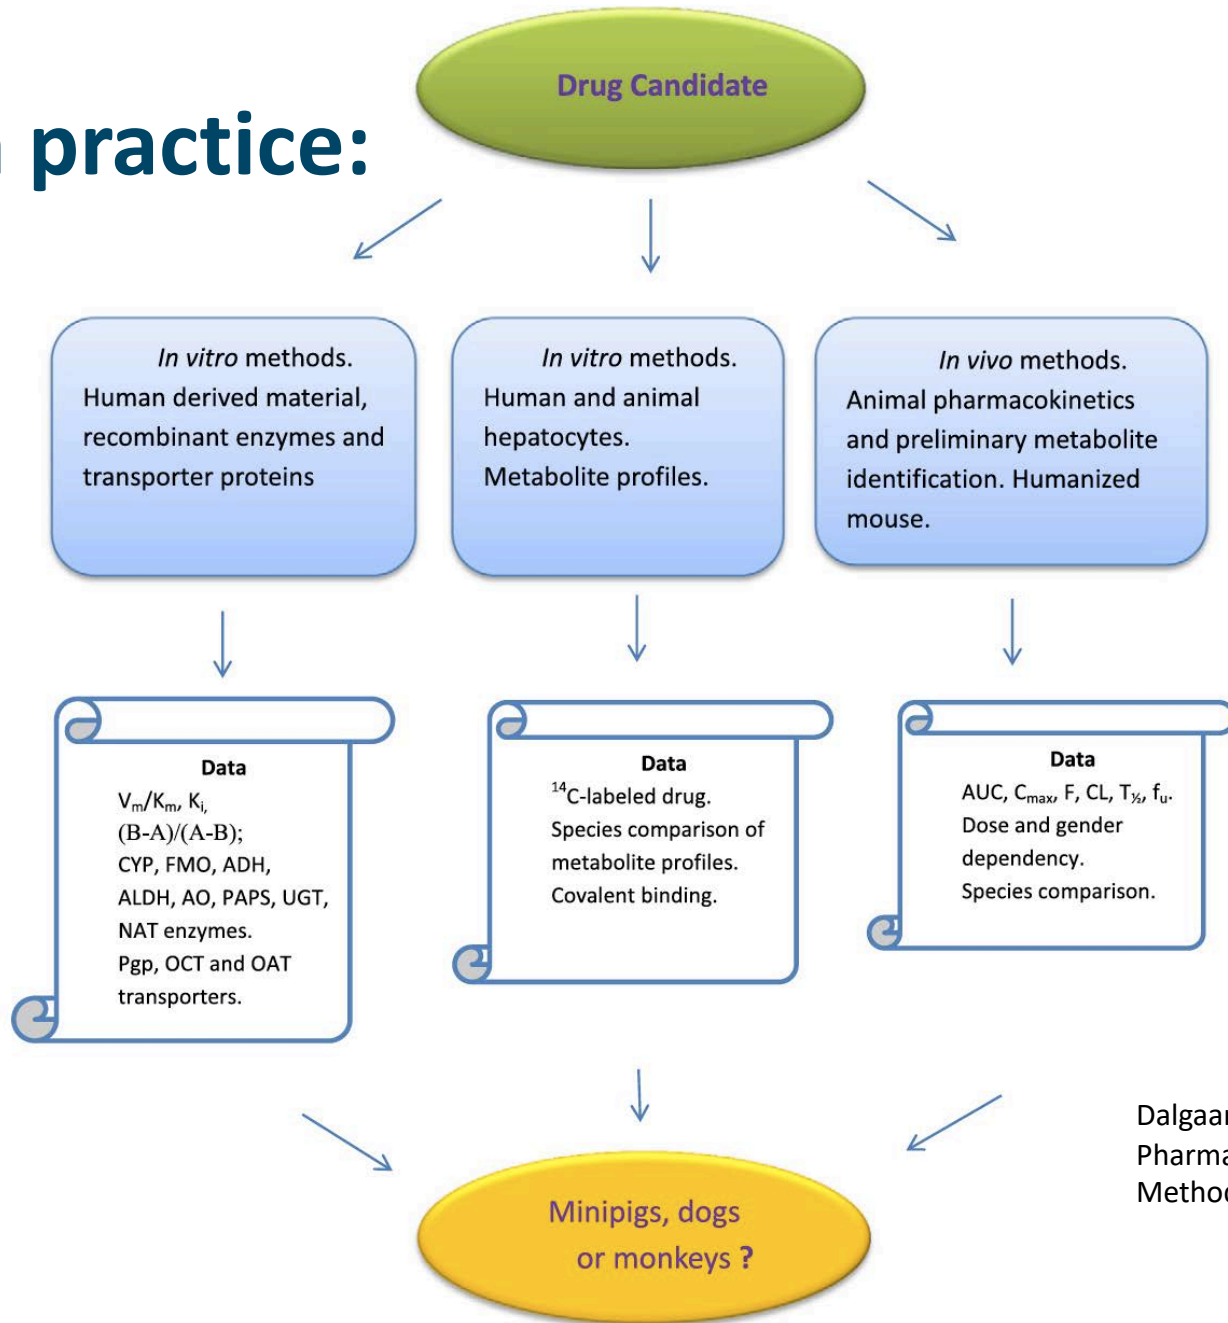 Drug Candidate
practice:
In vitro methods.
Human derived material,
recombinant enzymes and
transporter proteins
In vitro methods.
Human and animal
hepatocytes.
Metabolite profiles.
In vivo methods.
Animal pharmacokinetics
and preliminary metabolite
identification. Humanized
mouse.
Data
Vm/Km, Ki,
(B-A)/(A-B);
CYP, FMO, ADH,
ALDH, AO, PAPS, UGT,
NAT enzymes.
Pgp, OCT and OAT
transporters.
Data
¹⁴C-labeled drug.
Species comparison of
metabolite profiles.
Covalent binding.
Data
AUC, Cmax, F, CL, T½, fu.
Dose and gender
dependency.
Species comparison.
Minipigs, dogs
or monkeys ?
Dalgaar
Pharma
Method